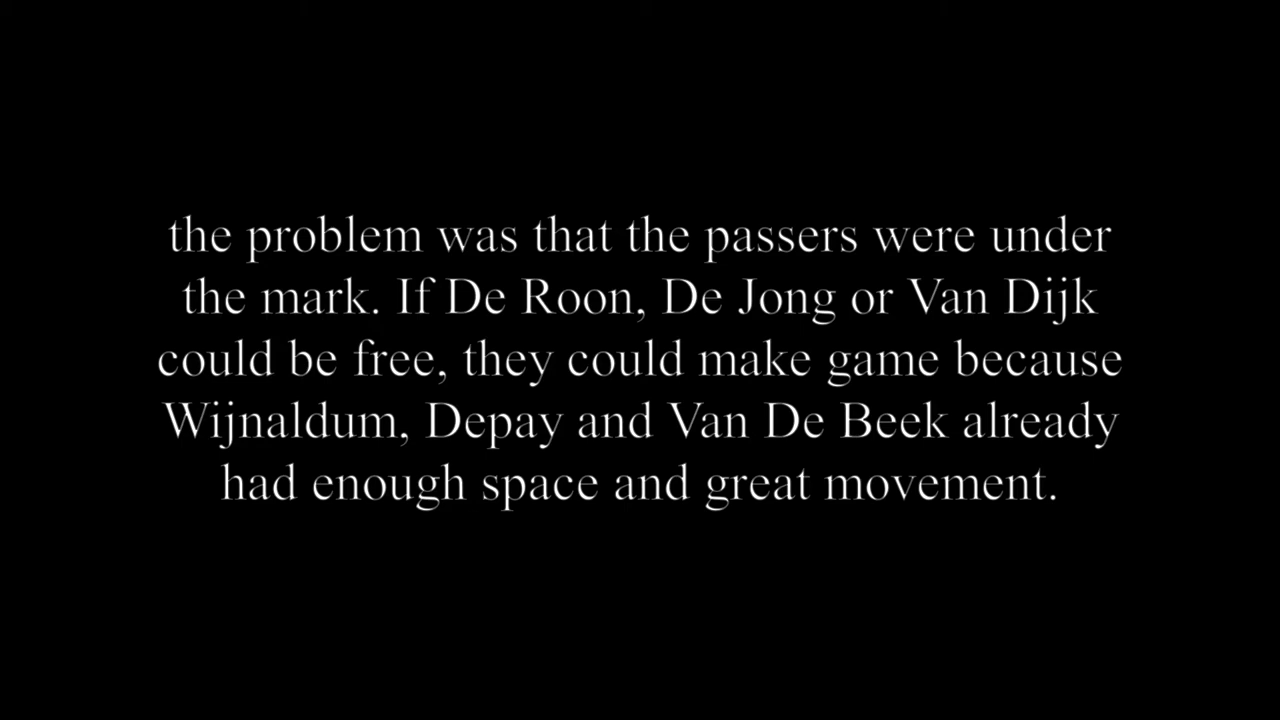 the problem was that the passers were under
the mark. If De Roon, De Jong or Van Dijk
could be free, they could make game because
Wijnaldum, Depay and Van De Beek already
had enough space and great movement.